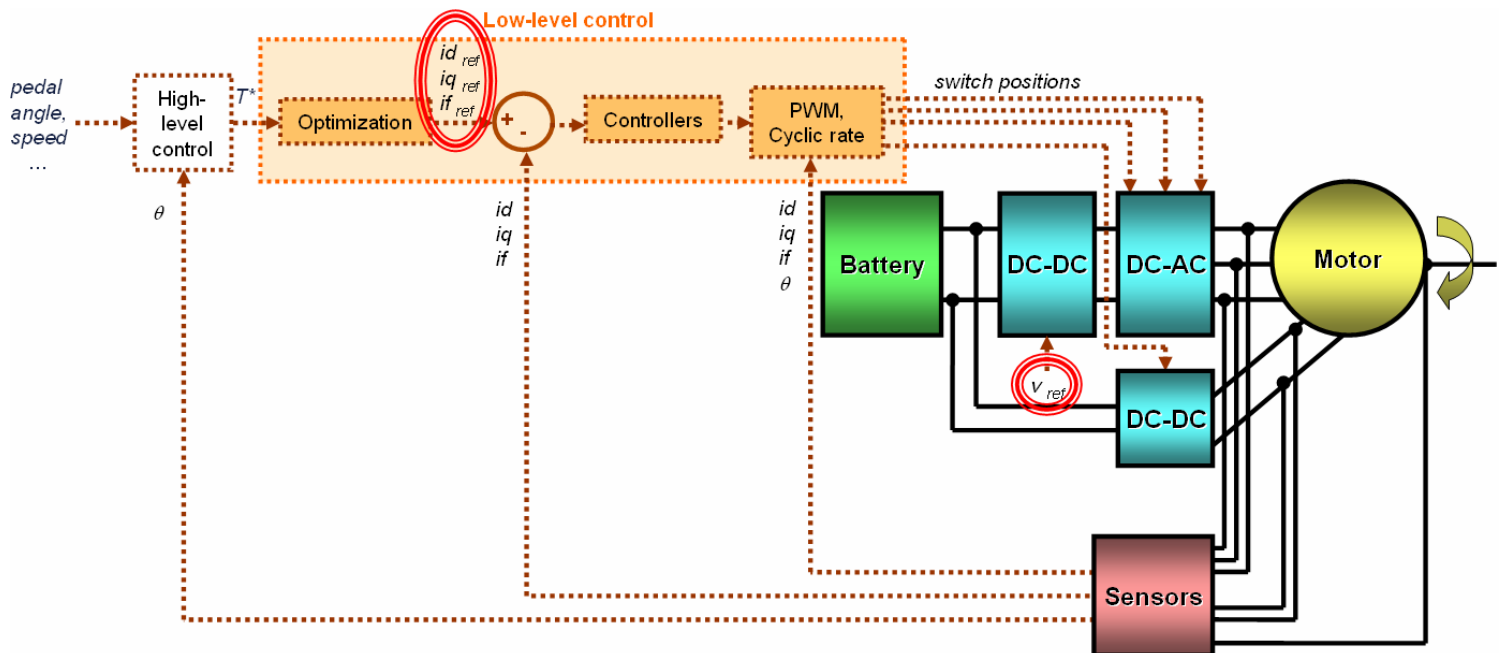 Low-level control
pedal
angle,
speed
...
High-
level
control
T*
Optimization
id ref
iq ref
if ref
+
-
Controllers
PWM,
Cyclic rate
switch positions
θ
id
iq
if
id
iq
if
θ
Battery
DC-DC
DC-AC
Motor
v ref
DC-DC
Sensors